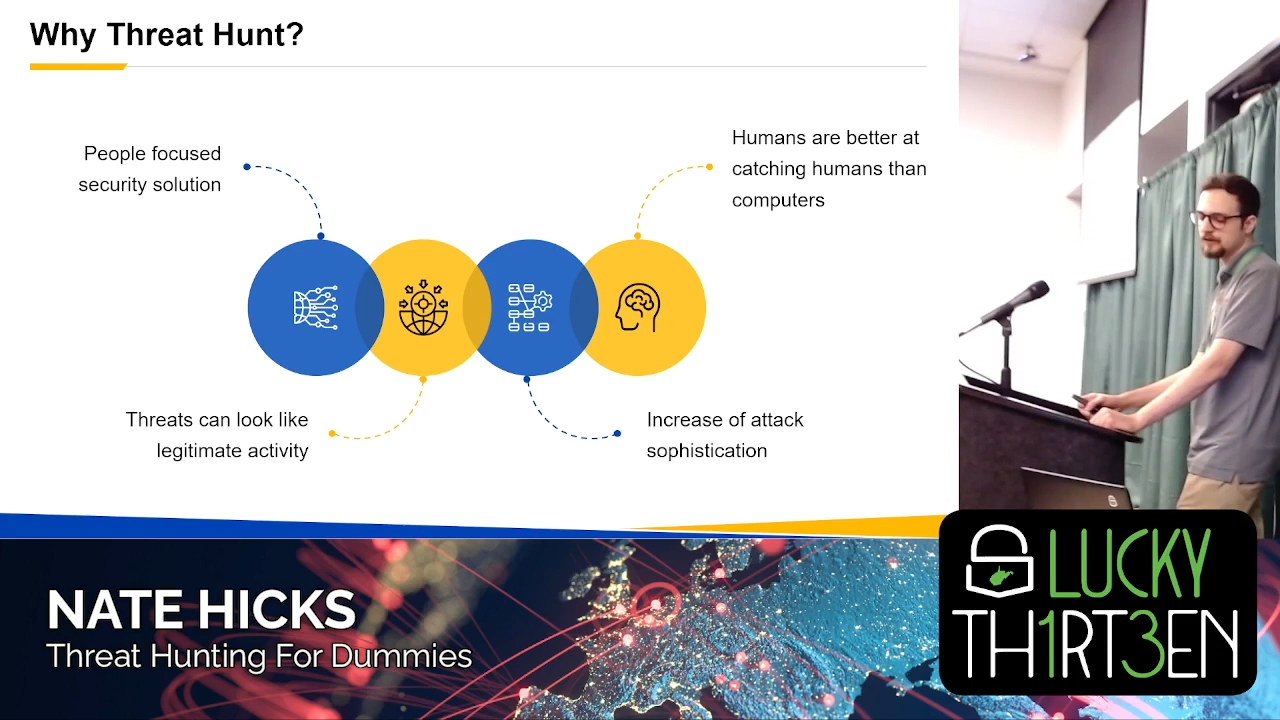 Why Threat Hunt?
People focused
security solution
Humans are better at
catching humans than
computers
Threats can look like
legitimate activity
Increase of attack
sophistication
NATE HICKS
Threat Hunting For Dummies
LUCKY
TH1RT3EN